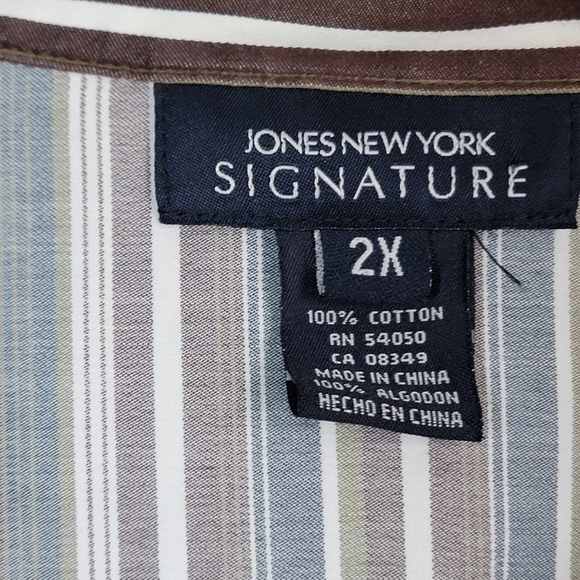 JONES NEW YORK
SIGNATURE
2X
100% COTTON
RN 54050
CA 08349
MADE IN CHINA
100% ALGODON
HECHO EN CHINA